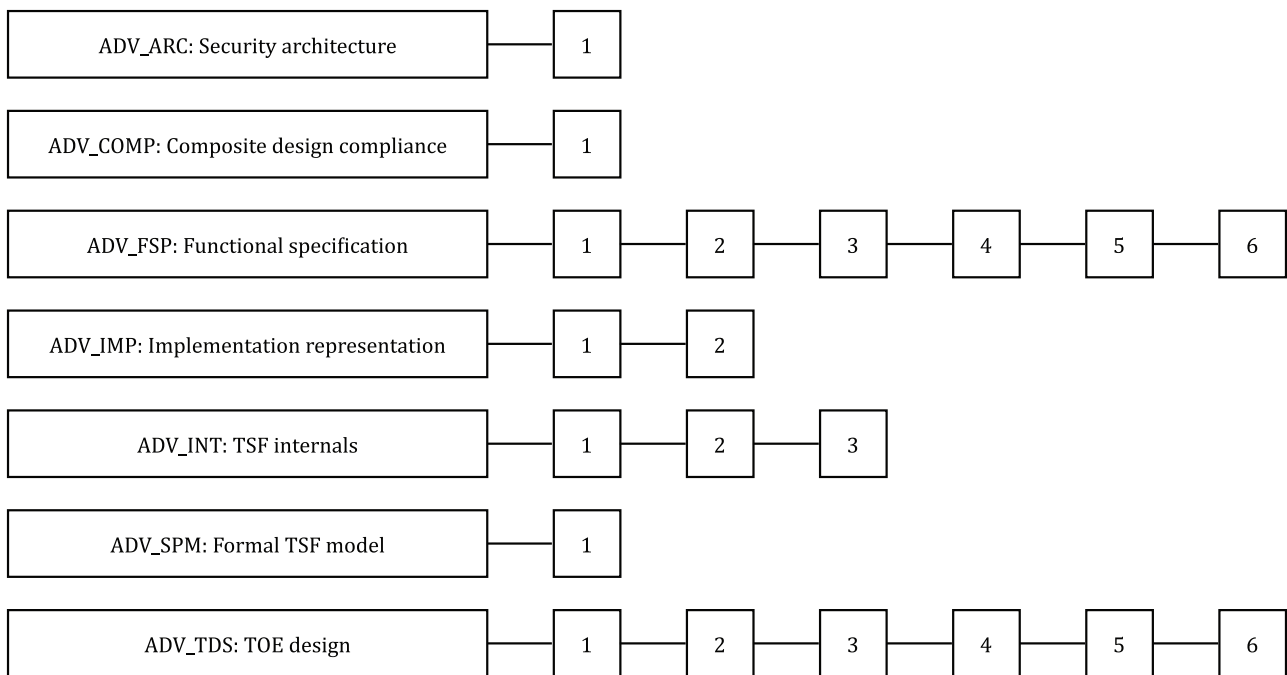 ADV_ARC: Security architecture 1
ADV_COMP: Composite design compliance 1
ADV_FSP: Functional specification 1 2 3 4 5 6
ADV_IMP: Implementation representation 1 2
ADV_INT: TSF internals 1 2 3
ADV_SPM: Formal TSF model 1
ADV_TDS: TOE design 1 2 3 4 5 6